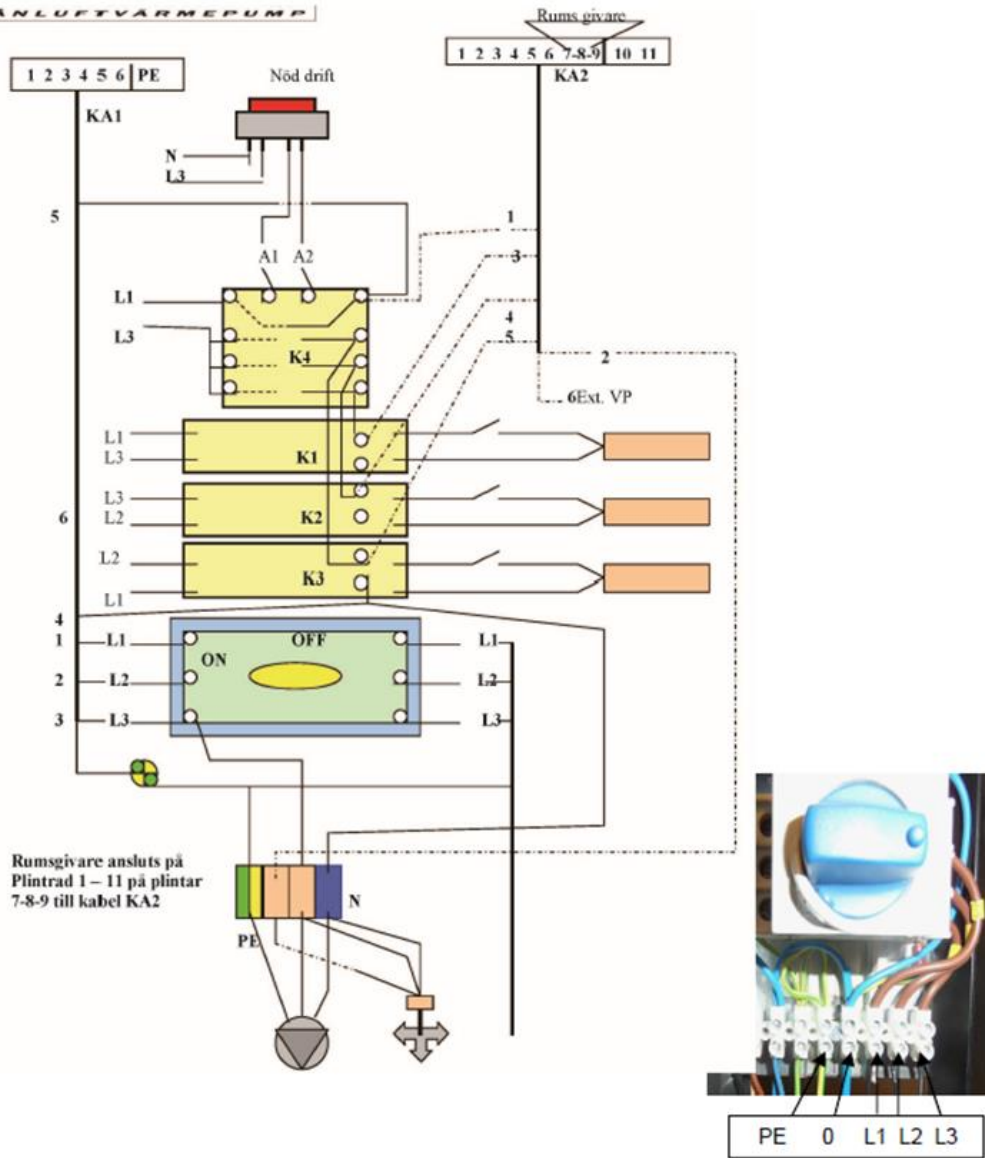 ÄNLUFTVÄRMEPUMP
Rums givare
1 2 3 4 5 6 7-8-9 10 11
KA2
1 2 3 4 5 6 PE
KA1
Nöd drift
N
L3
5
1
A1 A2
3
L1
4
L3
K4
5
2
6Ext. VP
L1
L3
K1
L3
6
L2
K2
L2
K3
L1
4
1 L1 OFF L1
ON
2 L2 L2
3 L3 L3
Rumsgivare ansluts på
Plintrad 1 – 11 på plintar
7-8-9 till kabel KA2
N
PE
PE 0 L1 L2 L3